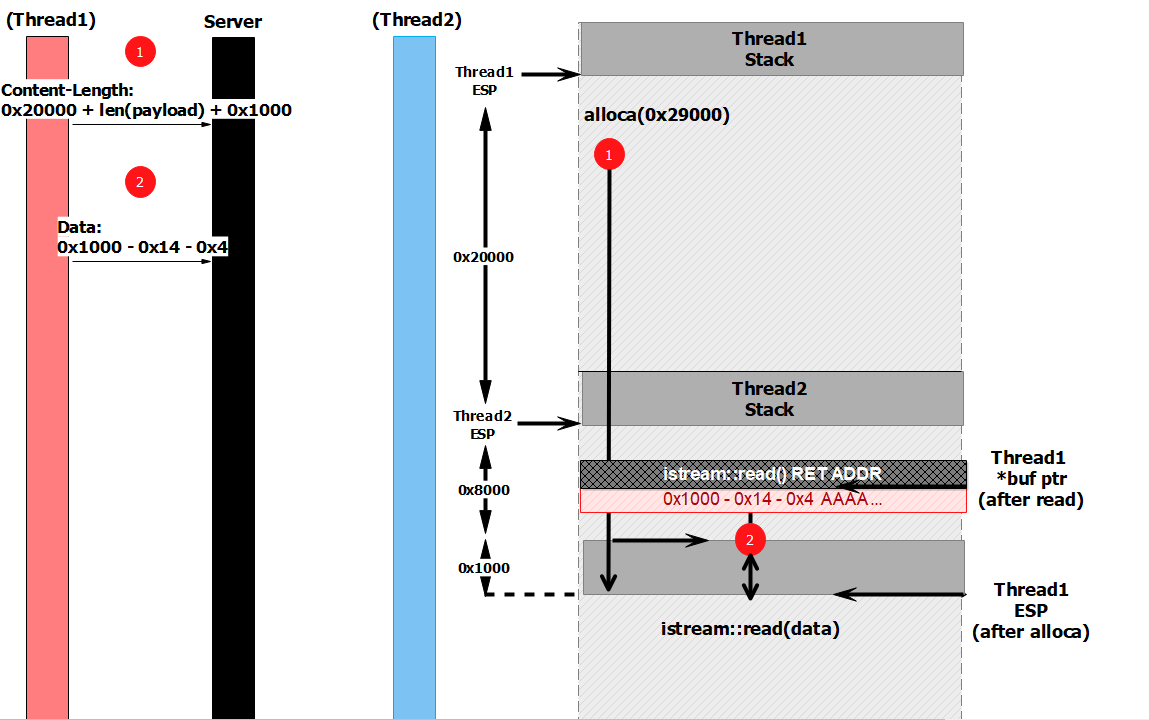 (Thread1)
Server
(Thread2)
1
Content-Length:
0x20000 + len(payload) + 0x1000
2
Data:
0x1000 - 0x14 - 0x4
Thread1
ESP
Thread1
Stack
alloca(0x29000)
1
0x20000
Thread2
Stack
Thread2
ESP
istream::read() RET ADDR
0x1000 - 0x14 - 0x4 AAAA...
Thread1
*buf ptr
(after read)
0x8000
2
0x1000
Thread1
ESP
(after alloca)
istream::read(data)